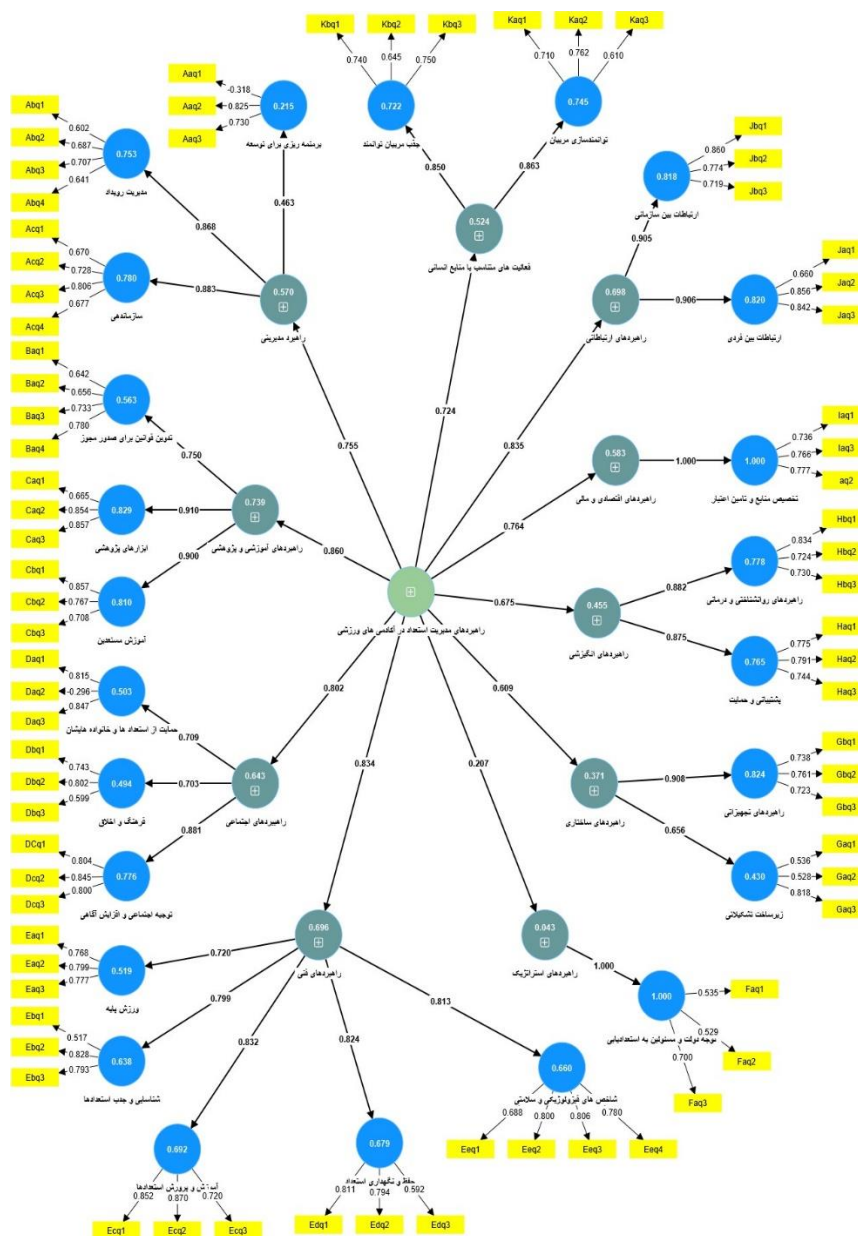 Kbq1
Kbq2
Kbq3
0.740
0.645
0.750
0.722
جذب مربیان توانمند
Kaq1
Kaq2
Kaq3
0.710
0.762
0.610
0.745
توانمندسازی مربیان
0.850
0.863
0.524
فعالیت های متناسب با منابع انسانی
0.724
Aaq1
Aaq2
Aaq3
-0.318
0.825
0.730
0.215
برمنمه ریزی برای توسعه
0.463
Abq1
Abq2
Abq3
Abq4
0.602
0.687
0.707
0.641
0.753
مدیریت رویداد
0.868
Acq1
Acq2
Acq3
Acq4
0.670
0.728
0.806
0.677
0.780
سازماندهی
0.883
0.570
راهبرد مدیریتی
0.755
Jbq1
Jbq2
Jbq3
0.860
0.774
0.719
0.818
ارتباطات بین سازمانی
0.905
Jaq1
Jaq2
Jaq3
0.660
0.856
0.842
0.820
ارتباطات بین فردی
0.906
0.698
راهبردهای ارتباطاتی
0.835
Baq1
Baq2
Baq3
Baq4
0.642
0.656
0.733
0.780
0.563
تدوین قوانین برای صدور مجوز
0.750
Caq1
Caq2
Caq3
0.665
0.854
0.857
0.829
ابزارهای پژوهشی
0.910
Cbq1
Cbq2
Cbq3
0.857
0.767
0.708
0.810
آموزش مستعدین
0.900
0.739
راهبردهای آموزشی و پژوهشی
0.860
Iaq1
Iaq3
aq2
0.736
0.766
0.777
1.000
تخصیص منابع و تامین اعتبار
1.000
0.583
راهبردهای اقتصادی و مالی
0.764
Hbq1
Hbq2
Hbq3
0.834
0.724
0.730
0.778
راهبردهای روانشناختی و درمانی
0.882
Haq1
Haq2
Haq3
0.775
0.791
0.744
0.765
پشتیبانی و حمایت
0.875
0.455
راهبردهای انگیزشی
0.675
راهبردهای مدیریت استعداد در آکادمی های ورزشی
Daq1
Daq2
Daq3
0.815
-0.296
0.847
0.503
حمایت از استعداد ها و خانواده هایشان
0.709
Dbq1
Dbq2
Dbq3
0.743
0.802
0.599
0.494
فرهنگ و اخلاق
0.703
DCq1
Dcq2
Dcq3
0.804
0.845
0.800
0.776
توجیه اجتماعی و افزایش آگاهی
0.881
0.643
راهبردهای اجتماعی
0.802
Gbq1
Gbq2
Gbq3
0.738
0.761
0.723
0.824
راهبردهای تجهیزاتی
0.908
Gaq1
Gaq2
Gaq3
0.536
0.528
0.818
0.430
زیرساخت تشکیلاتی
0.656
0.371
راهبردهای ساختاری
0.609
0.207
0.043
راهبردهای استراتژیک
1.000
1.000
توجه دولت و مسئولین به استعدادیابی
0.535
0.529
0.700
Faq1
Faq2
Faq3
0.834
0.696
راهبردهای فنی
Eaq1
Eaq2
Eaq3
0.768
0.799
0.777
0.519
ورزش پایه
0.720
Ebq1
Ebq2
Ebq3
0.517
0.828
0.793
0.638
شناسایی و جذب استعدادها
0.799
0.692
آموزش و پرورش استعدادها
0.832
0.852
0.870
0.720
Ecq1
Ecq2
Ecq3
0.679
حفظ و نگهداری استعداد
0.824
0.811
0.794
0.592
Edq1
Edq2
Edq3
0.660
شاخص های فیزیولوژیکی و سلامتی
0.813
0.688
0.800
0.806
0.780
Eeq1
Eeq2
Eeq3
Eeq4